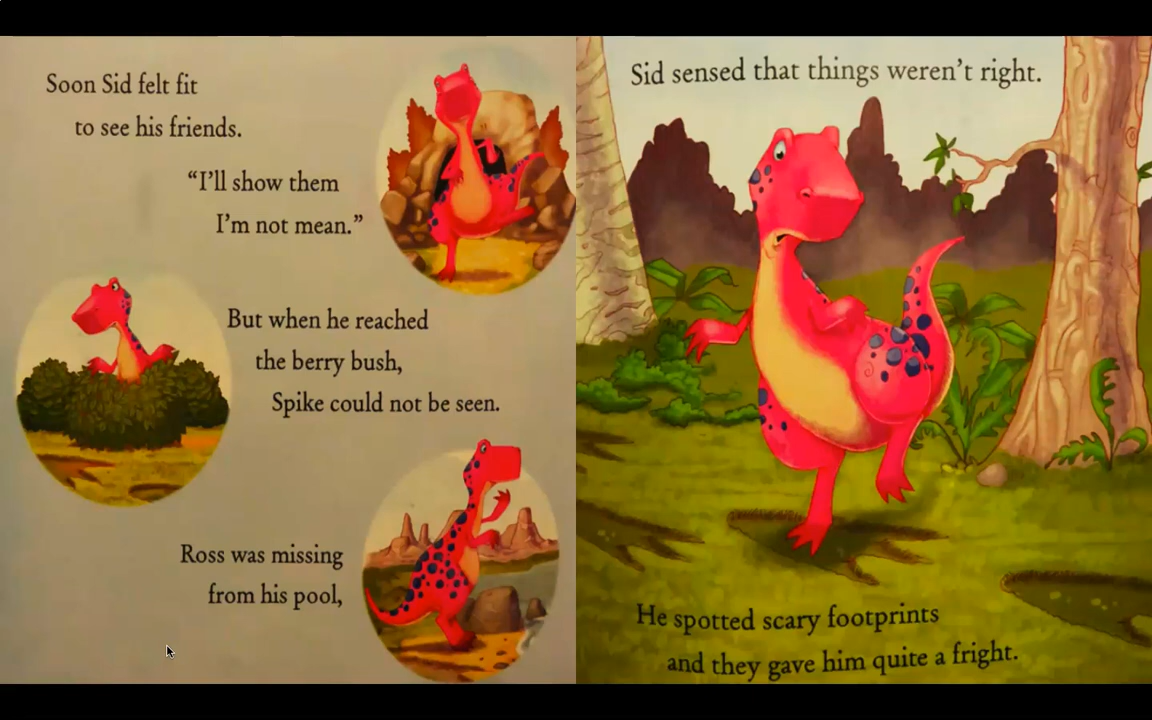 Soon Sid felt fit
to see his friends.
“I’ll show them
I’m not mean.”
But when he reached
the berry bush,
Spike could not be seen.
Ross was missing
from his pool,
Sid sensed that things weren’t right.
He spotted scary footprints
and they gave him quite a fright.